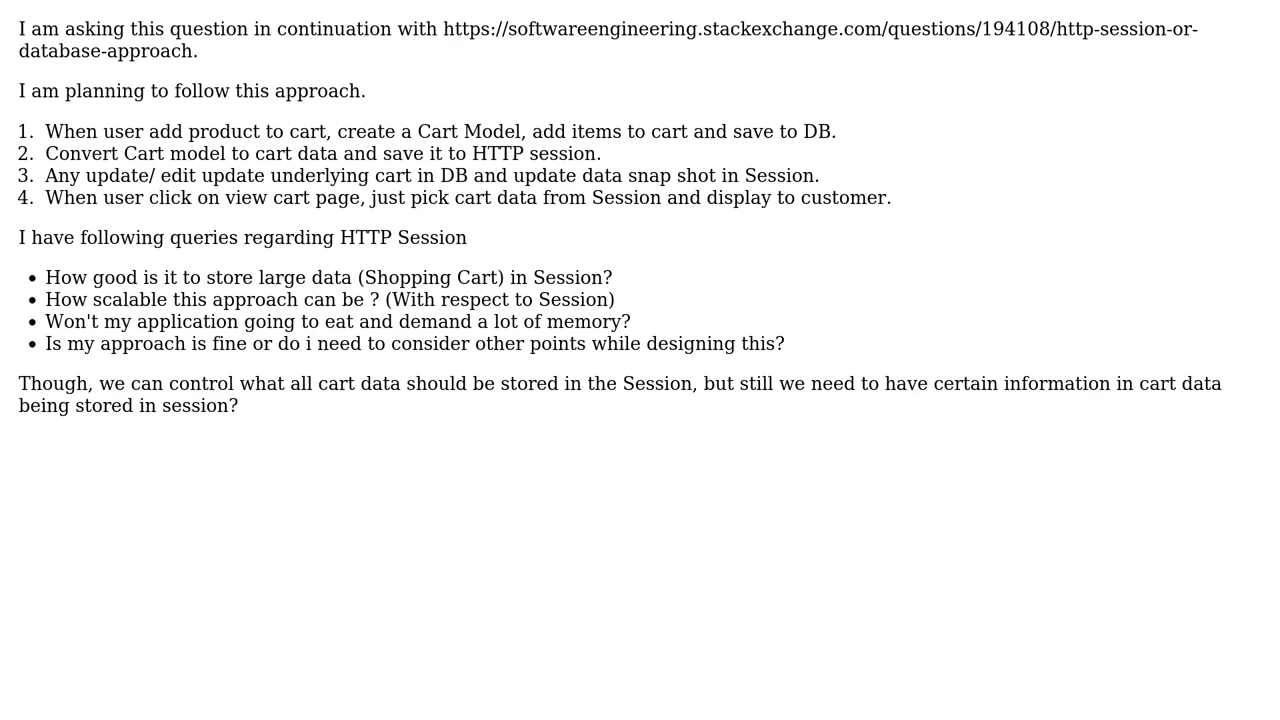 I am asking this question in continuation with https://softwareengineering.stackexchange.com/questions/194108/http-session-or-
database-approach.
I am planning to follow this approach.
1. When user add product to cart, create a Cart Model, add items to cart and save to DB.
2. Convert Cart model to cart data and save it to HTTP session.
3. Any update/ edit update underlying cart in DB and update data snap shot in Session.
4. When user click on view cart page, just pick cart data from Session and display to customer.
I have following queries regarding HTTP Session
• How good is it to store large data (Shopping Cart) in Session?
• How scalable this approach can be ? (With respect to Session)
• Won't my application going to eat and demand a lot of memory?
• Is my approach is fine or do i need to consider other points while designing this?
Though, we can control what all cart data should be stored in the Session, but still we need to have certain information in cart data
being stored in session?